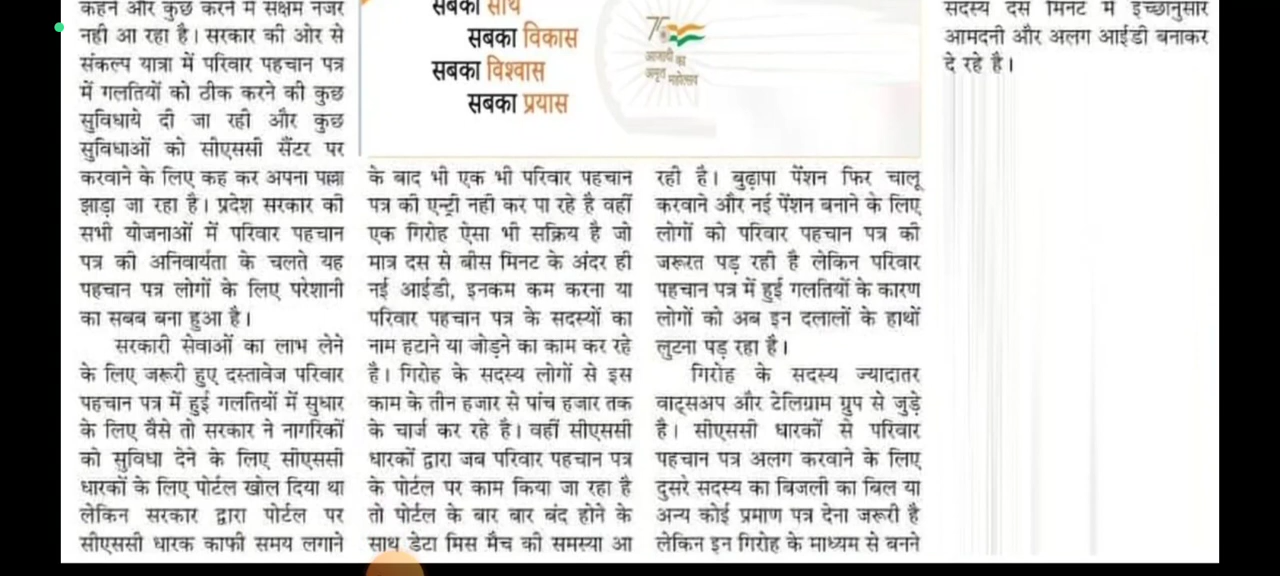 कहने और कुछ करने में सक्षम नजर
नही आ रहा है। सरकार की ओर से
संकल्प यात्रा में परिवार पहचान पत्र
में गलतियों को ठीक करने की कुछ
सुविधाये दी जा रही और कुछ
सुविधाओं को सीएससी सैंटर पर
करवाने के लिए कह कर अपना पल्ला
झाड़ा जा रहा है। प्रदेश सरकार की
सभी योजनाओं में परिवार पहचान
पत्र की अनिवार्यता के चलते यह
पहचान पत्र लोगों के लिए परेशानी
का सबब बना हुआ है।
सरकारी सेवाओं का लाभ लेने
के लिए जरूरी हुए दस्तावेज परिवार
पहचान पत्र में हुई गलतियों में सुधार
के लिए वैसे तो सरकार ने नागरिकों
को सुविधा देने के लिए सीएससी
धारकों के लिए पोर्टल खोल दिया था
लेकिन सरकार द्वारा पोर्टल पर
सीएससी धारक काफी समय लगाने
सबका साथ
सबका विकास
सबका विश्वास
सबका प्रयास
75
आज़ादी का
अमृत महोत्सव
के बाद भी एक भी परिवार पहचान
पत्र की एन्ट्री नही कर पा रहे है वहीं
एक गिरोह ऐसा भी सक्रिय है जो
मात्र दस से बीस मिनट के अंदर ही
नई आईडी, इनकम कम करना या
परिवार पहचान पत्र के सदस्यों का
नाम हटाने या जोड़ने का काम कर रहे
है। गिरोह के सदस्य लोगों से इस
काम के तीन हजार से पांच हजार तक
के चार्ज कर रहे है। वहीं सीएससी
धारकों द्वारा जब परिवार पहचान पत्र
के पोर्टल पर काम किया जा रहा है
तो पोर्टल के बार बार बंद होने के
साथ डेटा मिस मैच की समस्या आ
रही है। बुढ़ापा पेंशन फिर चालू
करवाने और नई पेंशन बनाने के लिए
लोगों को परिवार पहचान पत्र की
जरूरत पड़ रही है लेकिन परिवार
पहचान पत्र में हुई गलतियों के कारण
लोगों को अब इन दलालों के हाथों
लुटना पड़ रहा है।
गिरोह के सदस्य ज्यादातर
वाट्सअप और टेलिग्राम ग्रुप से जुड़े
है। सीएससी धारकों से परिवार
पहचान पत्र अलग करवाने के लिए
दुसरे सदस्य का बिजली का बिल या
अन्य कोई प्रमाण पत्र देना जरूरी है
लेकिन इन गिरोह के माध्यम से बनने
सदस्य दस मिनट में इच्छानुसार
आमदनी और अलग आईडी बनाकर
दे रहे है।